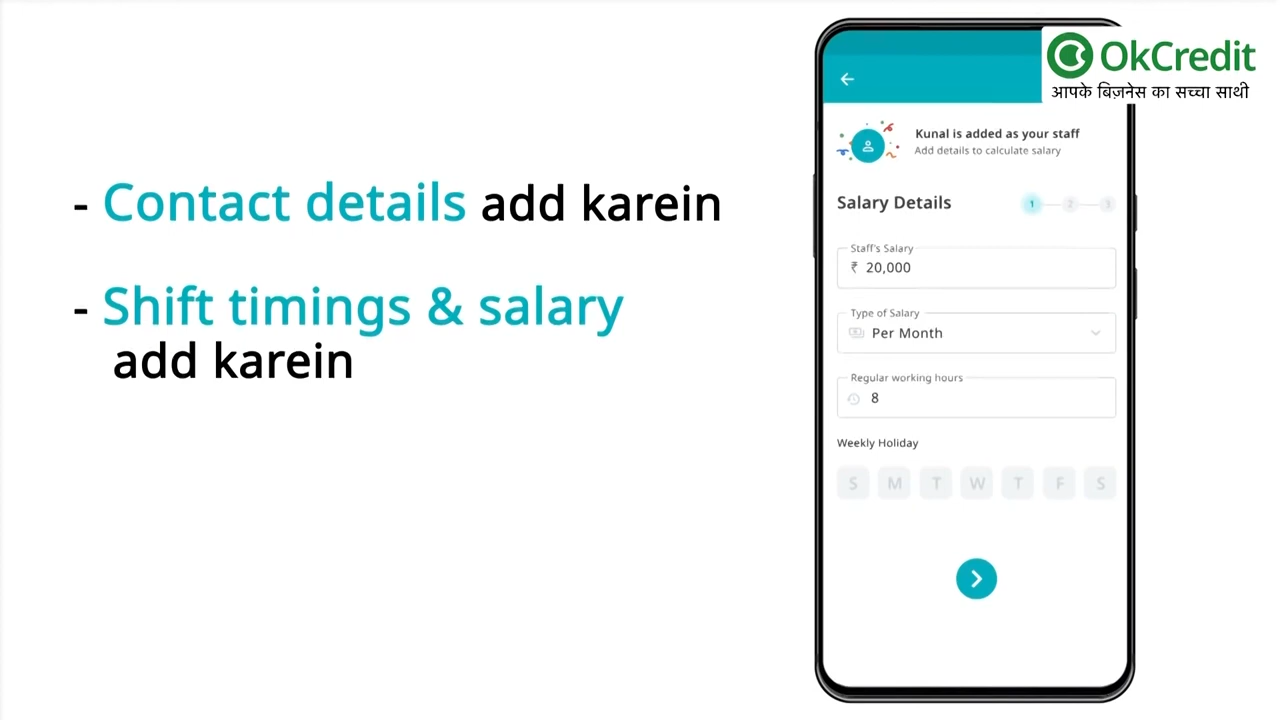 - Contact details add karein
- Shift timings & salary
add karein
OkCredit
आपके बिज़नेस का सच्चा साथी
Kunal is added as your staff
Add details to calculate salary
Salary Details
1 2 3
Staff's Salary
₹ 20,000
Type of Salary
Per Month
Regular working hours
8
Weekly Holiday
S M T W T F S